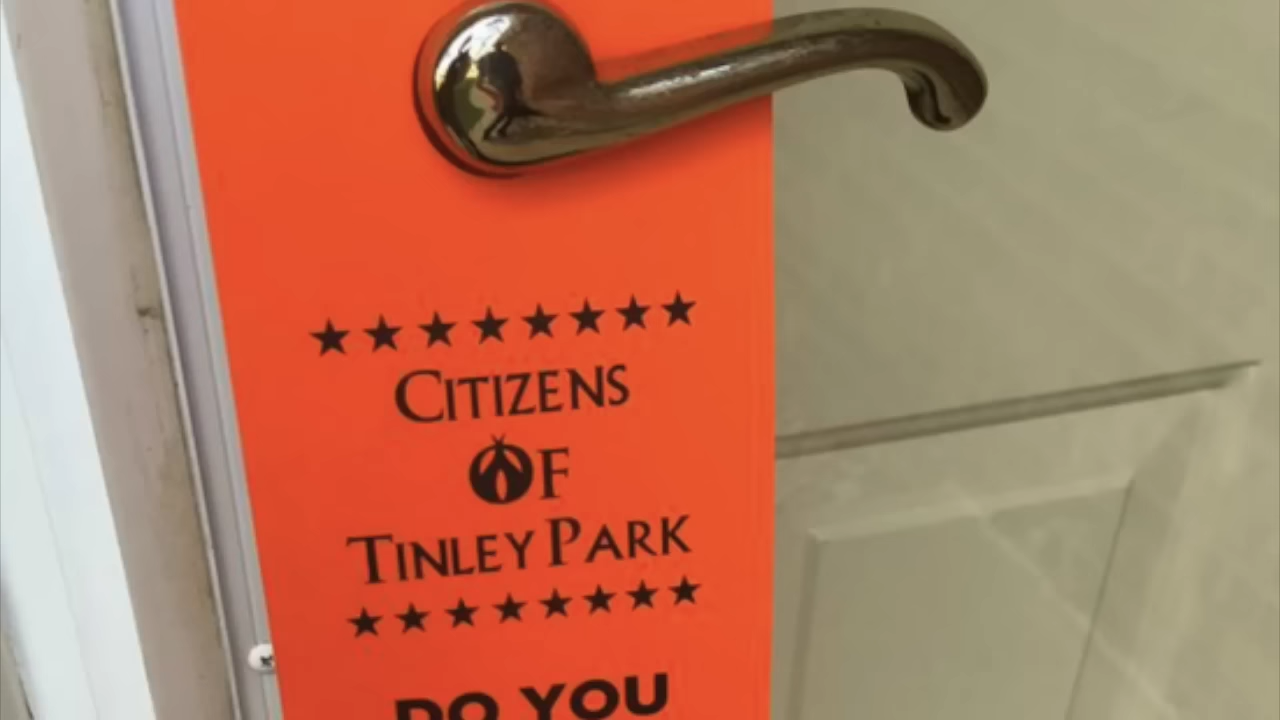 ★★★★★★★★
CITIZENS
OF
TINLEY PARK
★★★★★★★★
DO YOU